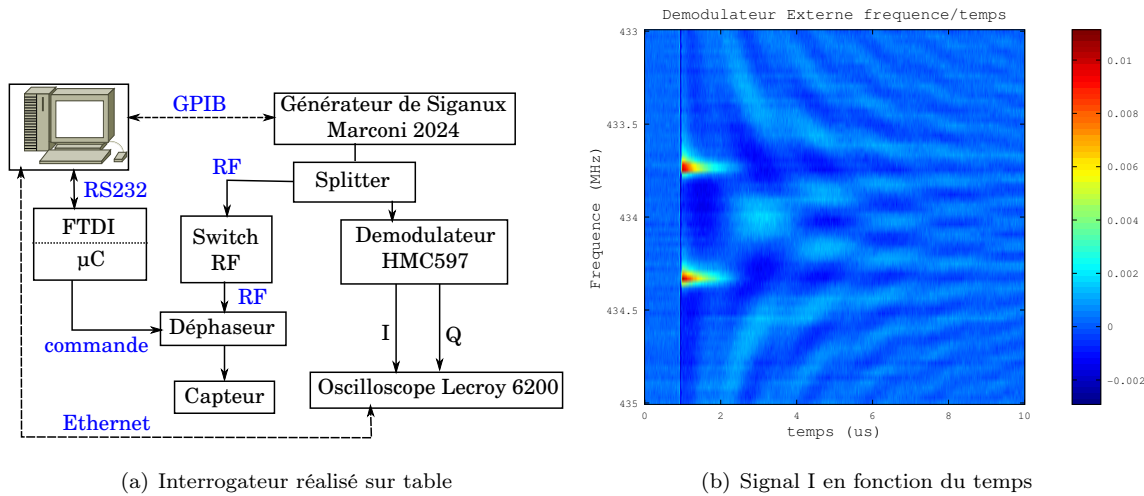 GPIB
Générateur de Siganux
Marconi 2024
RF
Splitter
RS232
FTDI
µC
Switch
RF
Demodulateur
HMC597
RF
Déphaseur
commande
I
Q
Capteur
Oscilloscope Lecroy 6200
Ethernet
(a) Interrogateur réalisé sur table
Demodulateur Externe frequence/temps
433
433.5
434
434.5
435
Frequence (MHz)
0
2
4
6
8
10
temps (us)
0.01
0.008
0.006
0.004
0.002
0
−0.002
(b) Signal I en fonction du temps